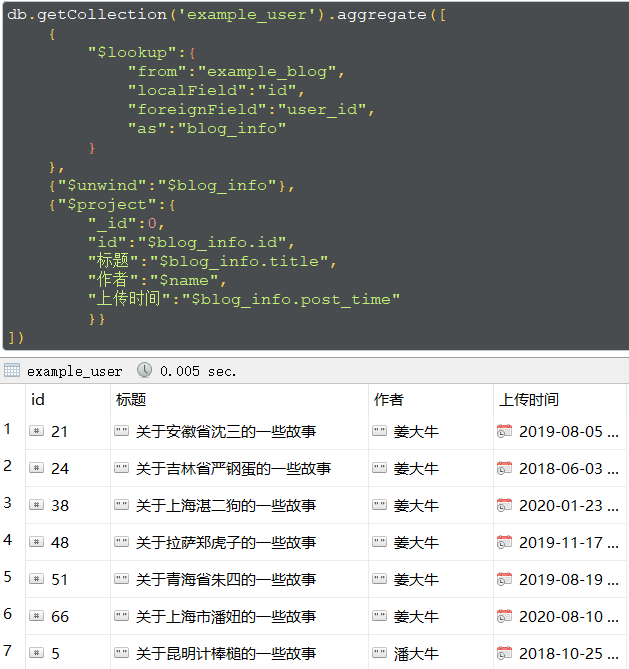 db.getCollection('example_user').aggregate([
{
"$lookup":{
"from":"example_blog",
"localField":"id",
"foreignField":"user_id",
"as":"blog_info"
}
},
{"$unwind":"$blog_info"},
{"$project":{
"_id":0,
"id":"$blog_info.id",
"标题":"$blog_info.title",
"作者":"$name",
"上传时间":"$blog_info.post_time"
}}
])
example_user 0.005 sec.
id 标题 作者 上传时间
1 # 21 "" 关于安徽省沈三的一些故事 "" 姜大牛 2019-08-05 ...
2 # 24 "" 关于吉林省严钢蛋的一些故事 "" 姜大牛 2018-06-03 ...
3 # 38 "" 关于上海湛二狗的一些故事 "" 姜大牛 2020-01-23 ...
4 # 48 "" 关于拉萨郑虎子的一些故事 "" 姜大牛 2019-11-17 ...
5 # 51 "" 关于青海省朱四的一些故事 "" 姜大牛 2019-08-19 ...
6 # 66 "" 关于上海市潘妞的一些故事 "" 姜大牛 2020-08-10 ...
7 # 5 "" 关于昆明计棒槌的一些故事 "" 潘大牛 2018-10-25 ...